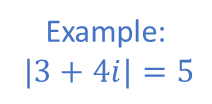 Example:
|3 + 4i| = 5